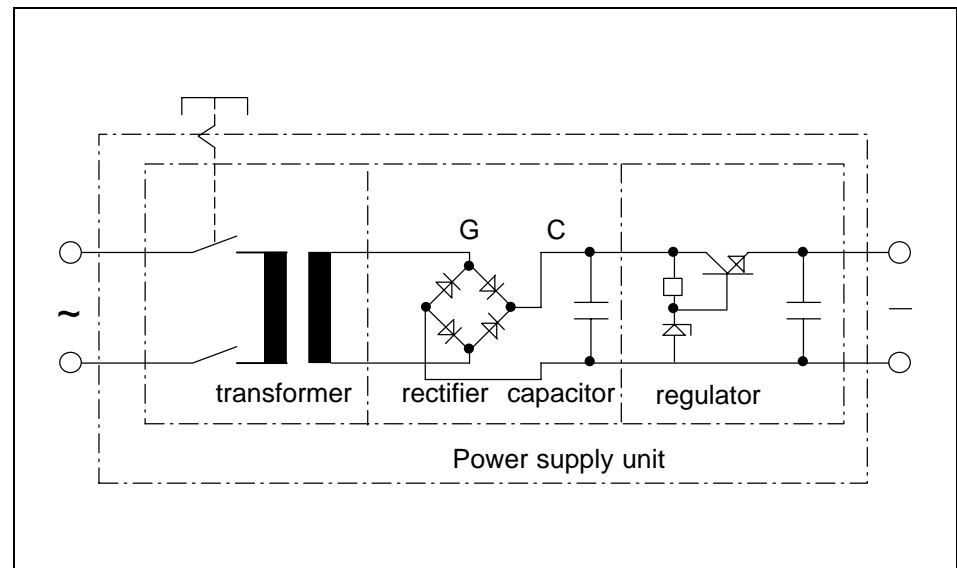 G C
~
—
transformer rectifier capacitor regulator
Power supply unit